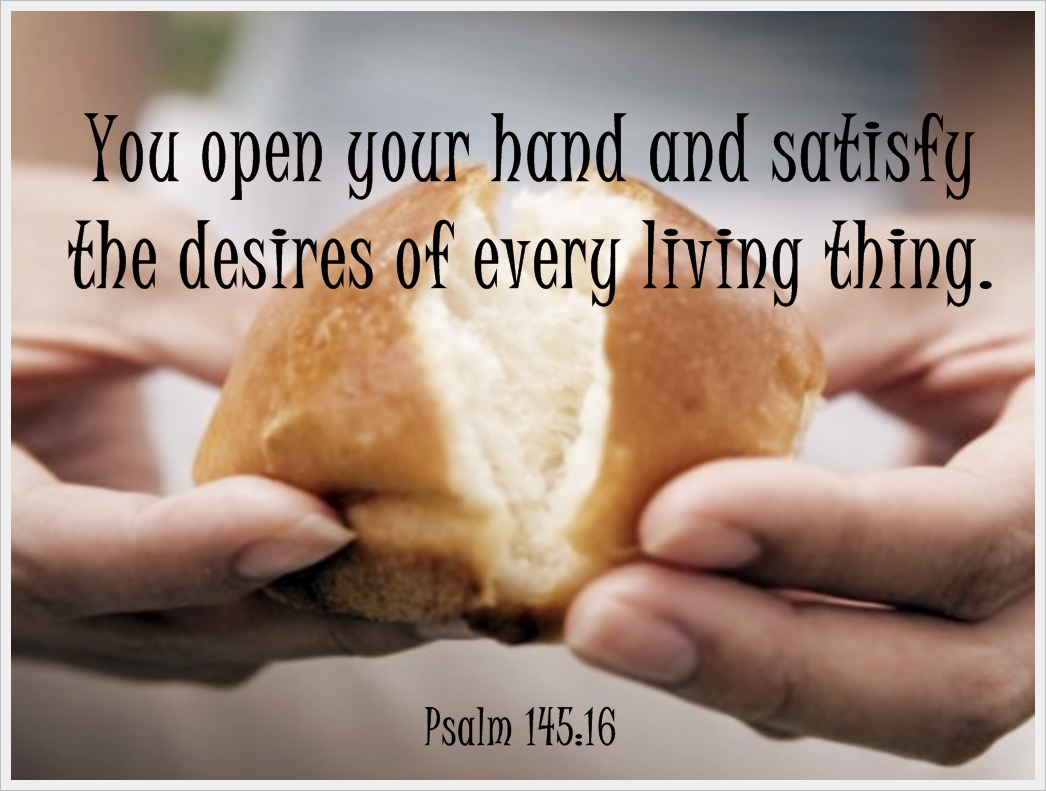 You open your hand and satisfy
the desires of every living thing.
Psalm 145:16